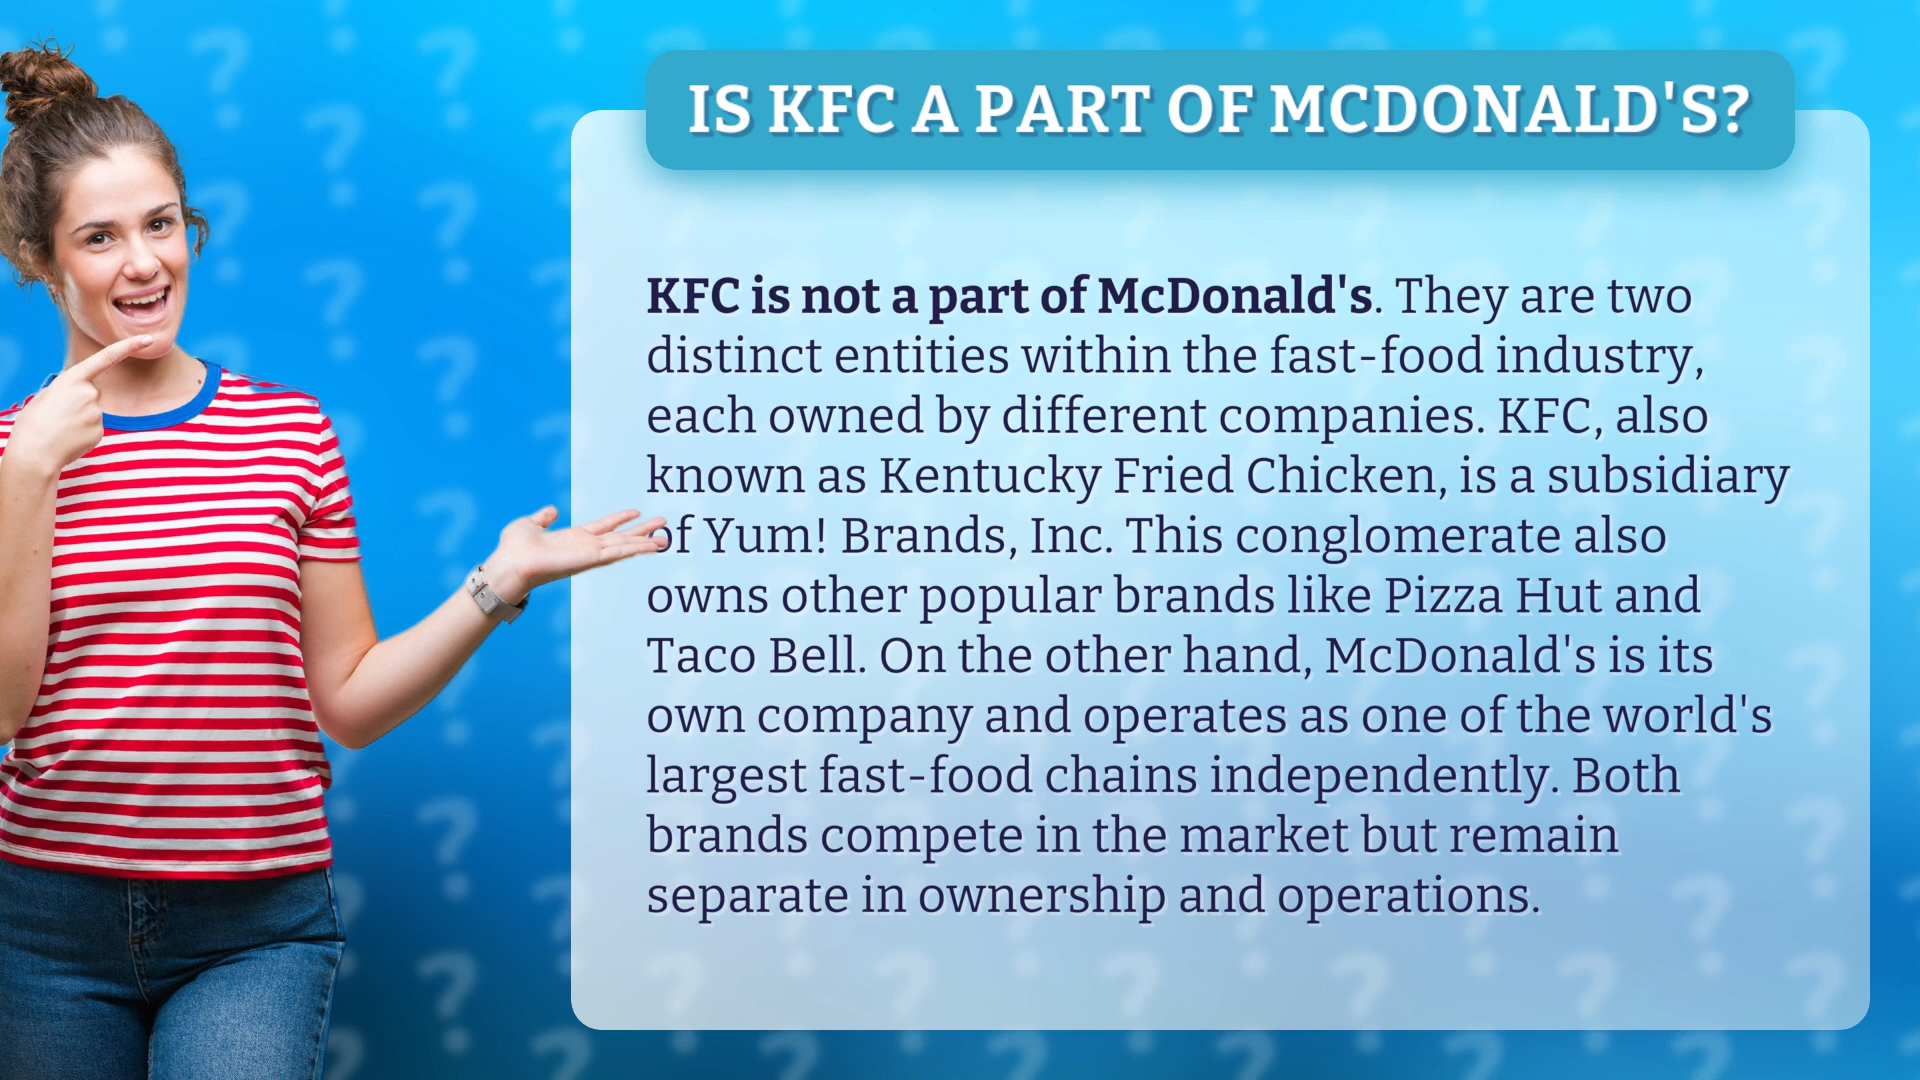 IS KFC A PART OF MCDONALD'S?
KFC is not a part of McDonald's. They are two
distinct entities within the fast-food industry,
each owned by different companies. KFC, also
known as Kentucky Fried Chicken, is a subsidiary
of Yum! Brands, Inc. This conglomerate also
owns other popular brands like Pizza Hut and
Taco Bell. On the other hand, McDonald's is its
own company and operates as one of the world's
largest fast-food chains independently. Both
brands compete in the market but remain
separate in ownership and operations.